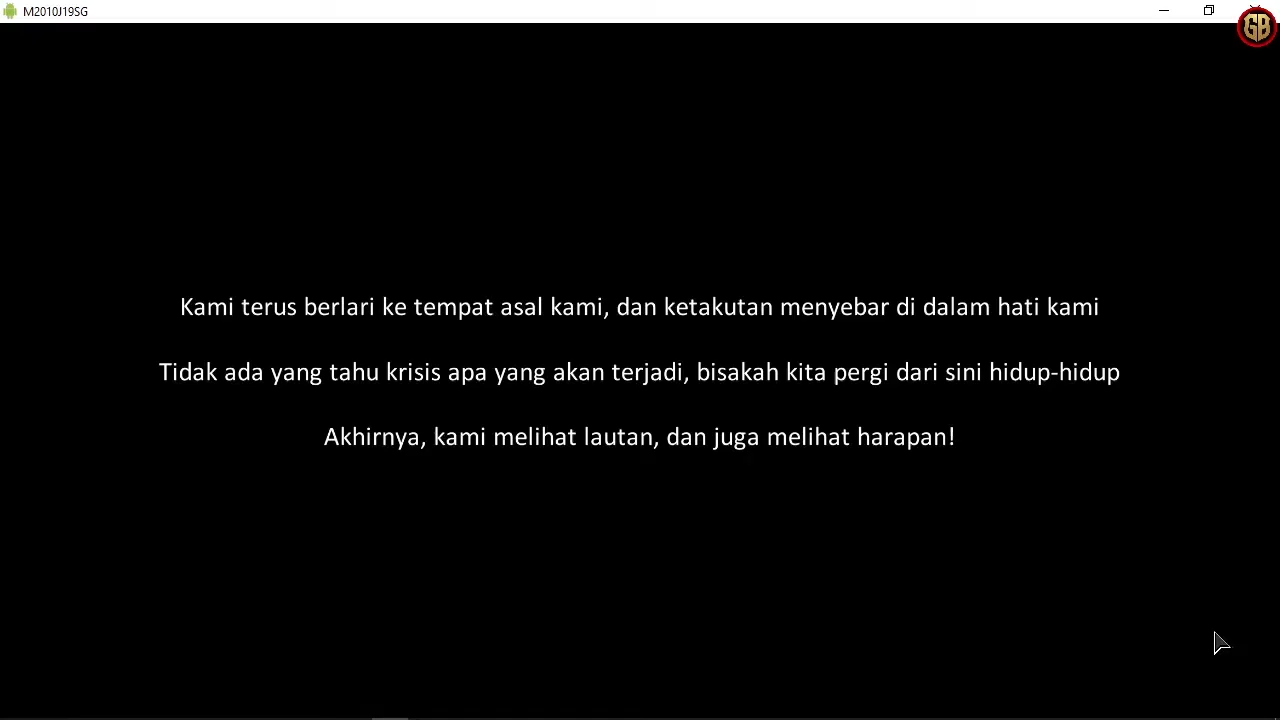 M2010J19SG
GB
Kami terus berlari ke tempat asal kami, dan ketakutan menyebar di dalam hati kami
Tidak ada yang tahu krisis apa yang akan terjadi, bisakah kita pergi dari sini hidup-hidup
Akhirnya, kami melihat lautan, dan juga melihat harapan!